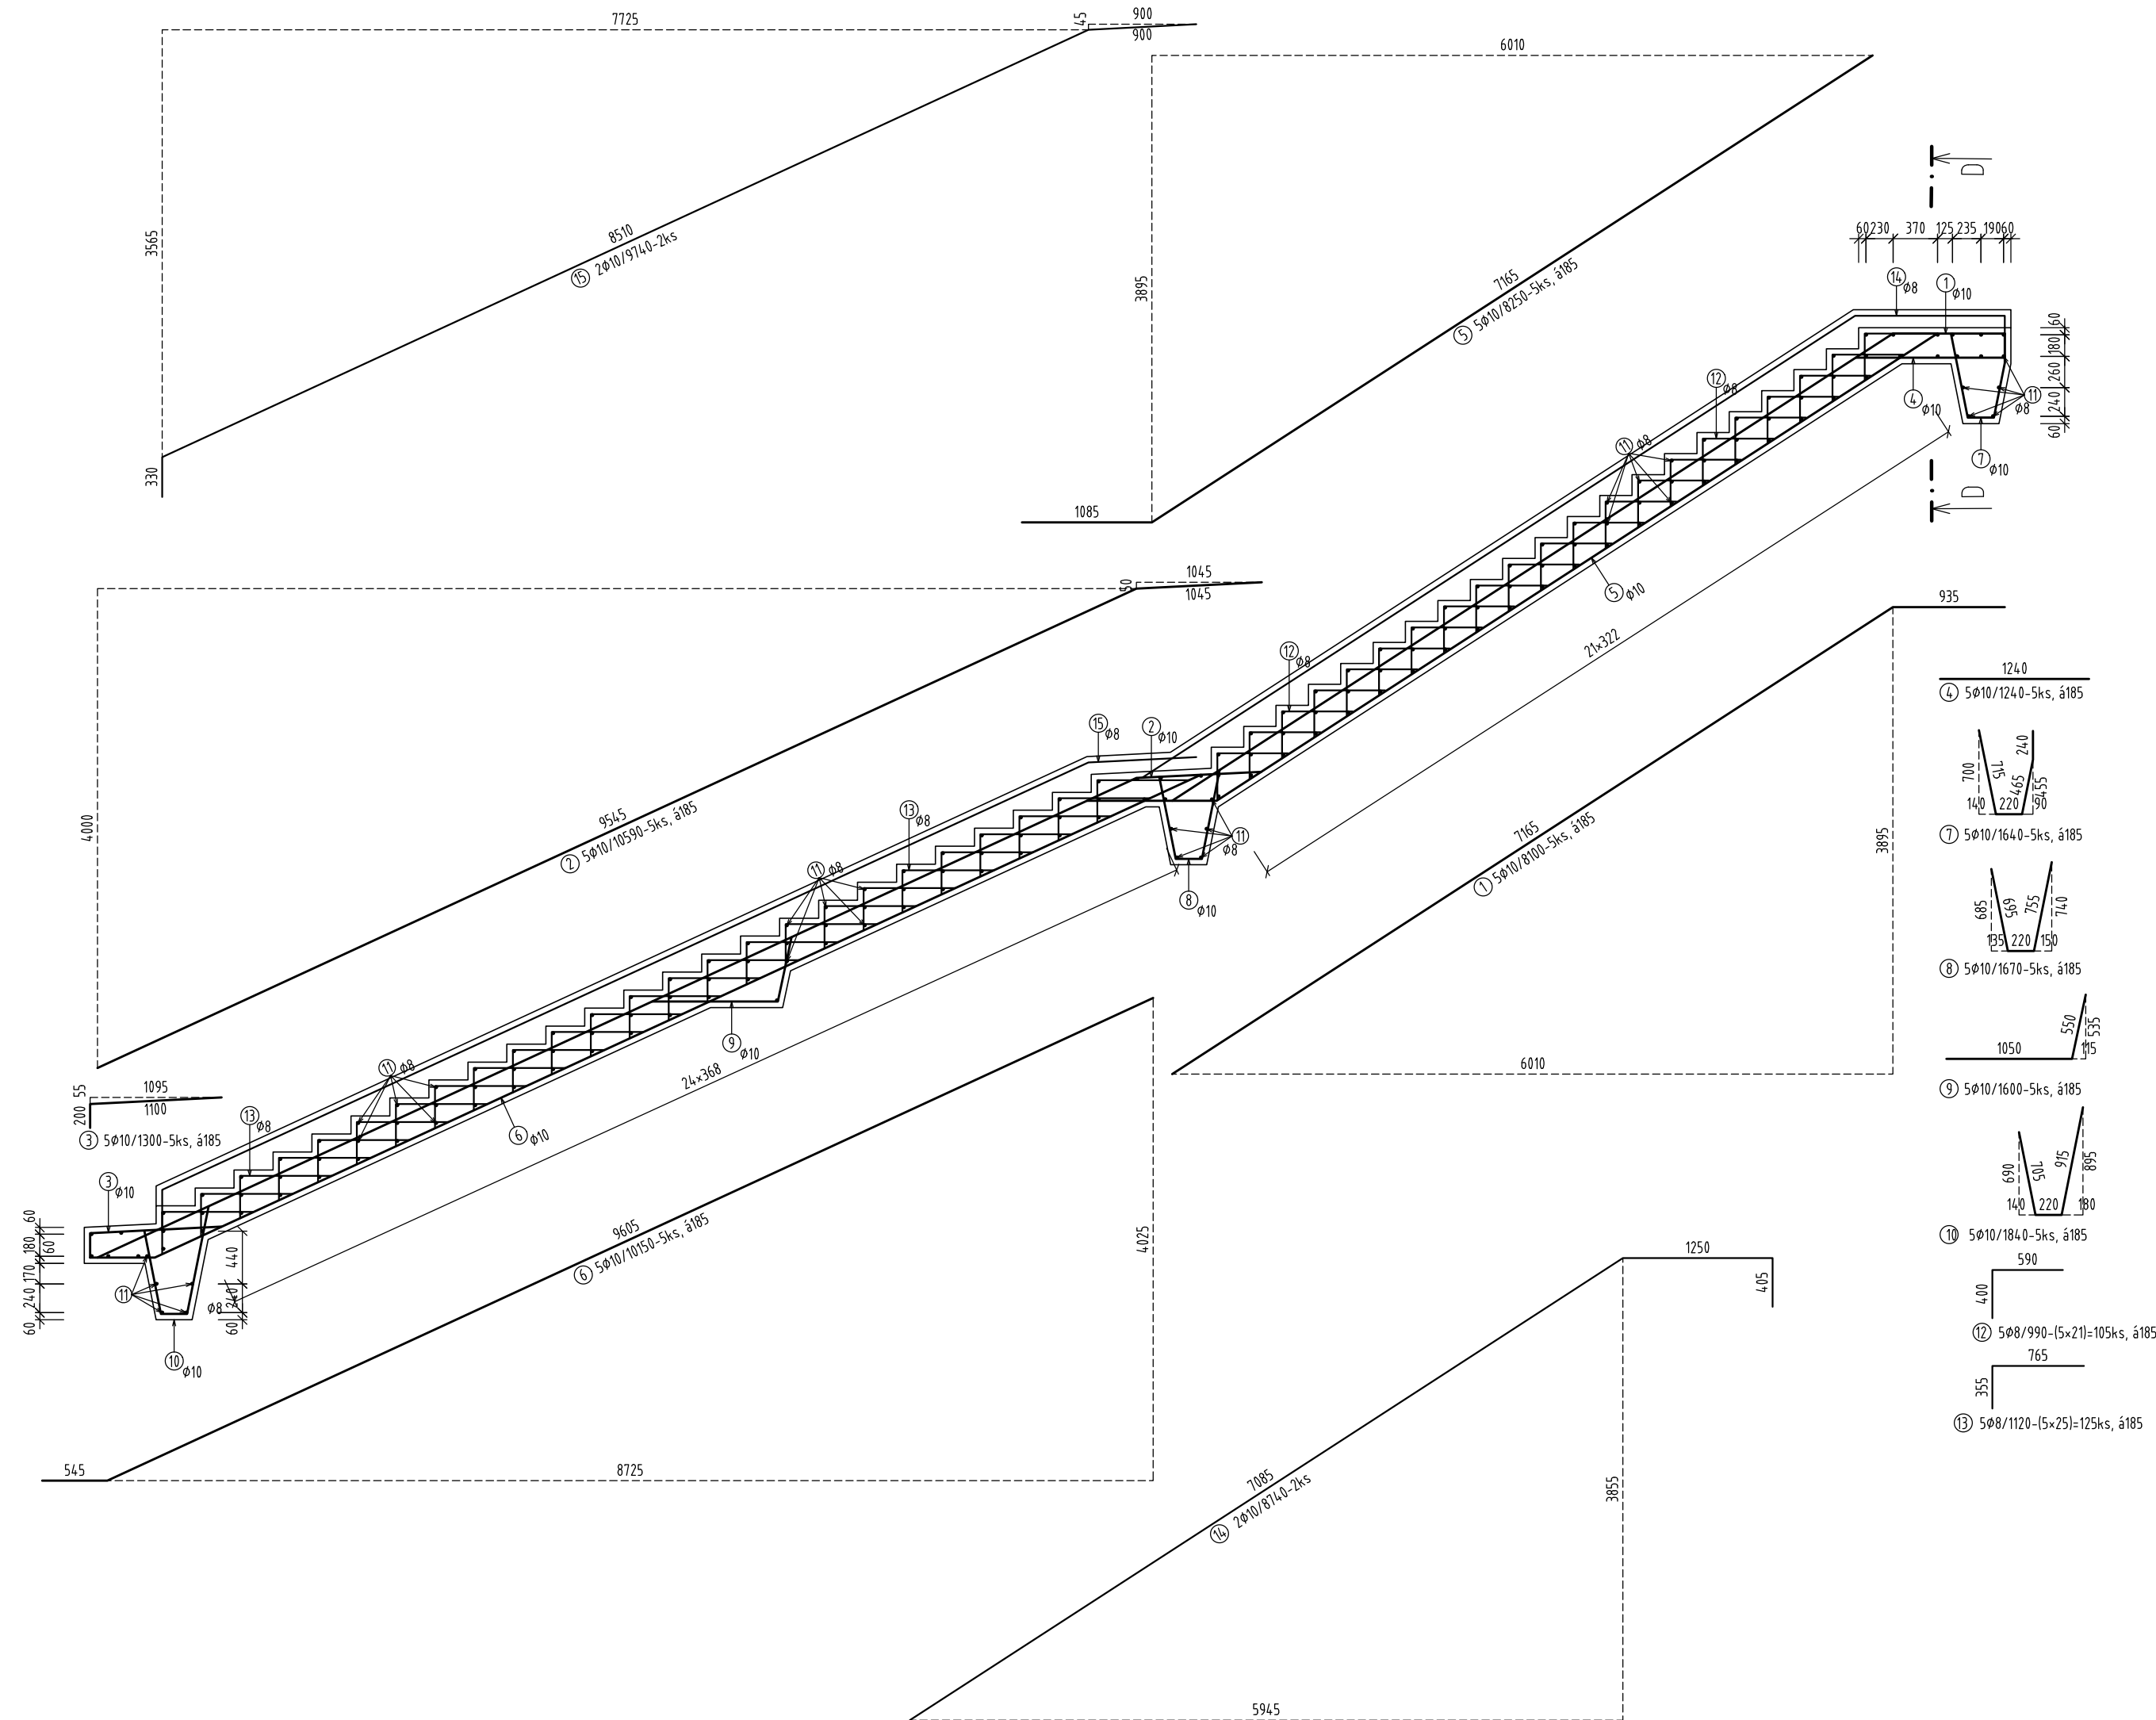 7725
45
900
900
3565
8510
⑮ 2ø10/9740-2ks
330
6010
3895
7165
⑤ 5ø10/8250-5ks, á185
1085
D
60 230 370 125 235 190 60
⑭ ø8
① ø10
60
180
260
240
60
⑫ ø8
④ ø10
⑪
ø8
⑪ ø8
⑦ ø10
D
50
1045
1045
4000
9545
② 5ø10/10590-5ks, á185
⑤ ø10
21×322
⑫ ø8
935
7165
① 5ø10/8100-5ks, á185
3895
6010
1240
④ 5ø10/1240-5ks, á185
700
715
465
240
455
140 220 90
⑦ 5ø10/1640-5ks, á185
685
695
755
740
135 220 150
⑧ 5ø10/1670-5ks, á185
1050
550
535
115
⑨ 5ø10/1600-5ks, á185
690
705
915
895
140 220 180
⑩ 5ø10/1840-5ks, á185
590
400
⑫ 5ø8/990-(5×21)=105ks, á185
765
355
⑬ 5ø8/1120-(5×25)=125ks, á185
⑮ ø8
② ø10
⑬ ø8
⑪ ø8
⑪
ø8
⑧ ø10
⑨ ø10
24×368
⑪ ø8
⑬ ø8
⑥ ø10
55
1095
200
1100
③ 5ø10/1300-5ks, á185
③ ø10
60
180
60
170
240
60
440
240
60
⑪
ø8
⑩ ø10
9605
⑥ 5ø10/10150-5ks, á185
4025
545
8725
1250
405
7085
⑭ 2ø10/8740-2ks
3855
5945